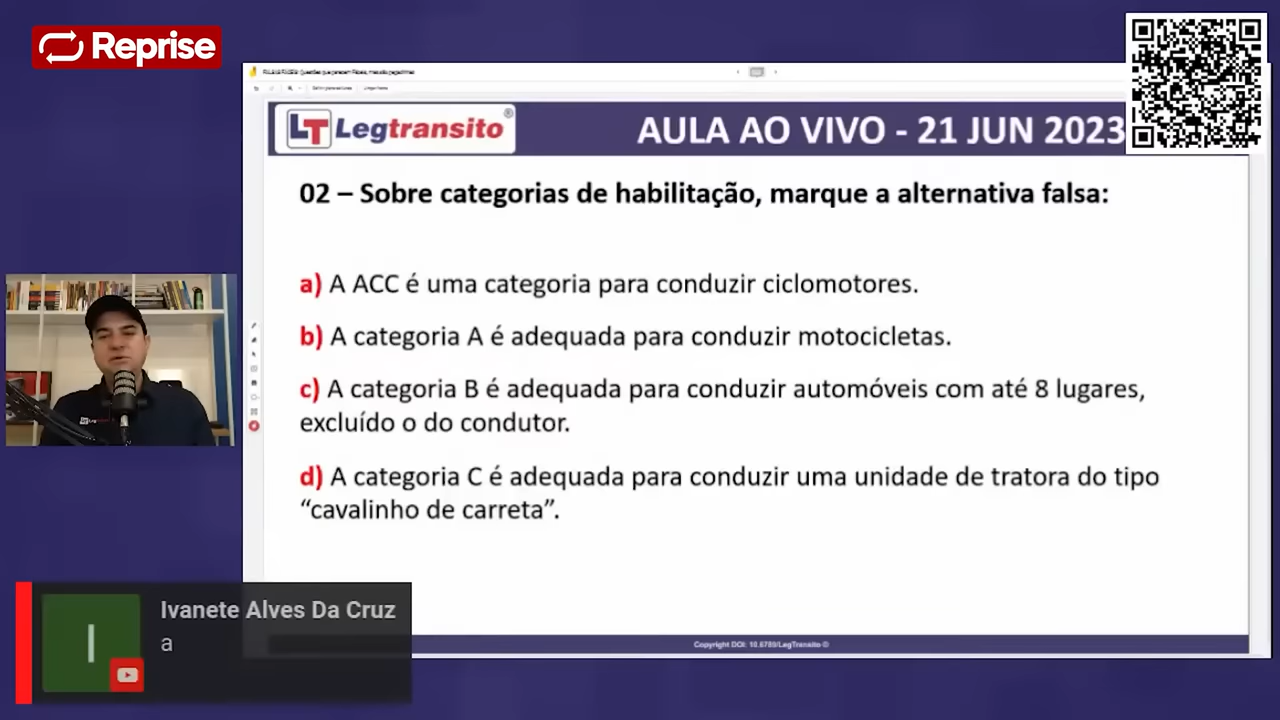 Reprise
LT Legtransito ®
AULA AO VIVO - 21 JUN 2023
02 – Sobre categorias de habilitação, marque a alternativa falsa:
a) A ACC é uma categoria para conduzir ciclomotores.
b) A categoria A é adequada para conduzir motocicletas.
c) A categoria B é adequada para conduzir automóveis com até 8 lugares,
excluído o do condutor.
d) A categoria C é adequada para conduzir uma unidade de tratora do tipo
“cavalinho de carreta”.
I
Ivanete Alves Da Cruz
a